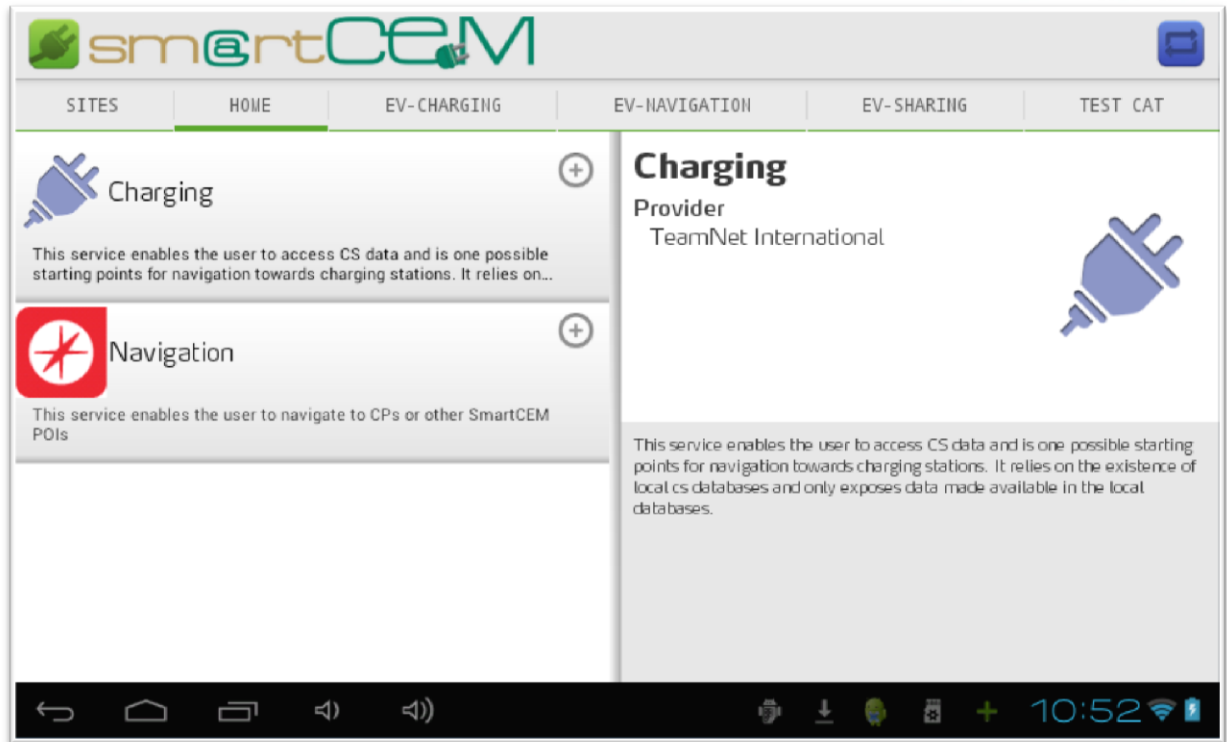 sm@rtCEM
SITES HOME EV-CHARGING EV-NAVIGATION EV-SHARING TEST CAT
Charging
This service enables the user to access CS data and is one possible
starting points for navigation towards charging stations. It relies on...
Navigation
This service enables the user to navigate to CPs or other SmartCEM
POIs
Charging
Provider
TeamNet International
This service enables the user to access CS data and is one possible starting
points for navigation towards charging stations. It relies on the existence of
local cs databases and only exposes data made available in the local
databases.
10:52